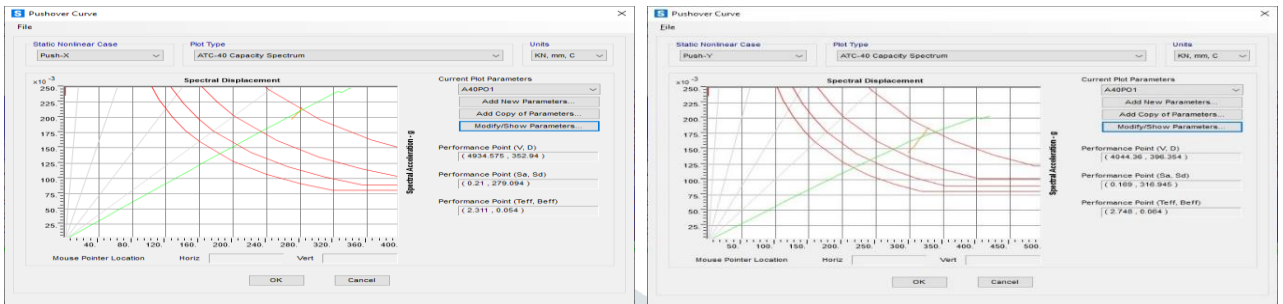 S Pushover Curve ×
File
Static Nonlinear Case
Plot Type
Units
Push-X
ATC-40 Capacity Spectrum
KN, mm, C
Spectral Displacement
x10 -3
250.
225.
200.
175.
150.
125.
100.
75.
50.
25.
40. 80. 120. 160. 200. 240. 280. 320. 360. 400.
Spectral Acceleration - g
Current Plot Parameters
A40PO1
Add New Parameters...
Add Copy of Parameters...
Modify/Show Parameters...
Performance Point (V, D)
( 4934.575 , 352.94 )
Performance Point (Sa, Sd)
( 0.21 , 279.094 )
Performance Point (Teff, Beff)
( 2.311 , 0.054 )
Mouse Pointer Location Horiz Vert
OK Cancel
S Pushover Curve ×
File
Static Nonlinear Case
Plot Type
Units
Push-Y
ATC-40 Capacity Spectrum
KN, mm, C
Spectral Displacement
x10 -3
250.
225.
200.
175.
150.
125.
100.
75.
50.
25.
50. 100. 150. 200. 250. 300. 350. 400. 450. 500.
Spectral Acceleration - g
Current Plot Parameters
A40PO1
Add New Parameters...
Add Copy of Parameters...
Modify/Show Parameters...
Performance Point (V, D)
( 4044.36 , 396.354 )
Performance Point (Sa, Sd)
( 0.169 , 316.945 )
Performance Point (Teff, Beff)
( 2.748 , 0.064 )
Mouse Pointer Location Horiz Vert
OK Cancel